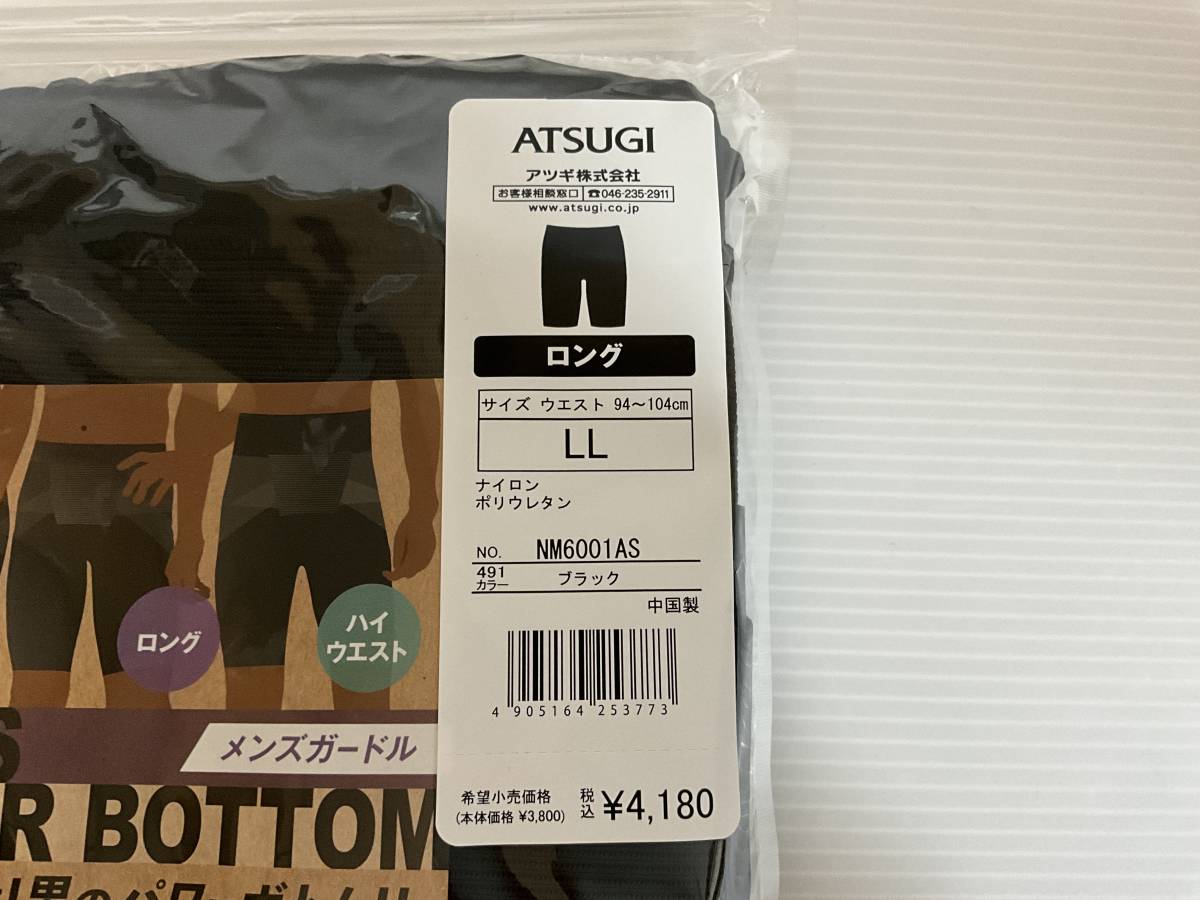 ATSUGI
アツギ株式会社
お客様相談窓口 ☎046-235-2911
www.atsugi.co.jp
ロング
サイズ ウエスト 94～104cm
LL
ナイロン
ポリウレタン
NO. NM6001AS
491
カラー ブラック
中国製
4 905164 253773
希望小売価格
(本体価格 ¥3,800)
税込 ¥4,180
ロング
ハイ
ウエスト
S
メンズガードル
R BOTTOM